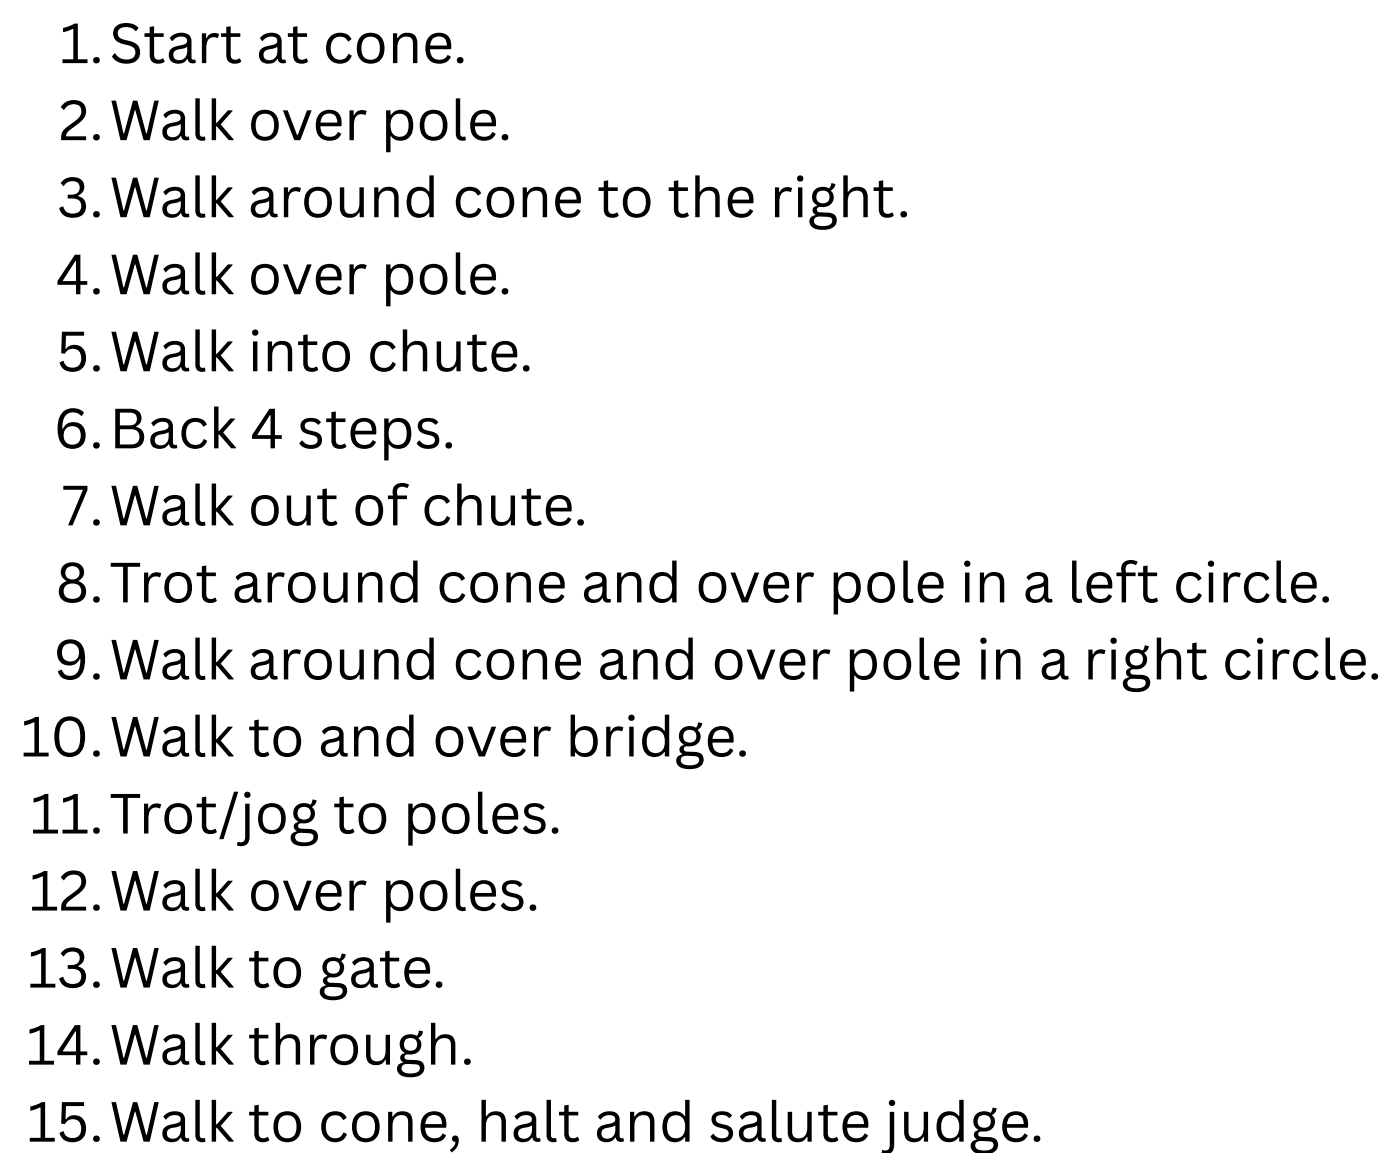 1. Start at cone.
2. Walk over pole.
3. Walk around cone to the right.
4. Walk over pole.
5. Walk into chute.
6. Back 4 steps.
7. Walk out of chute.
8. Trot around cone and over pole in a left circle.
9. Walk around cone and over pole in a right circle.
10. Walk to and over bridge.
11. Trot/jog to poles.
12. Walk over poles.
13. Walk to gate.
14. Walk through.
15. Walk to cone, halt and salute judge.